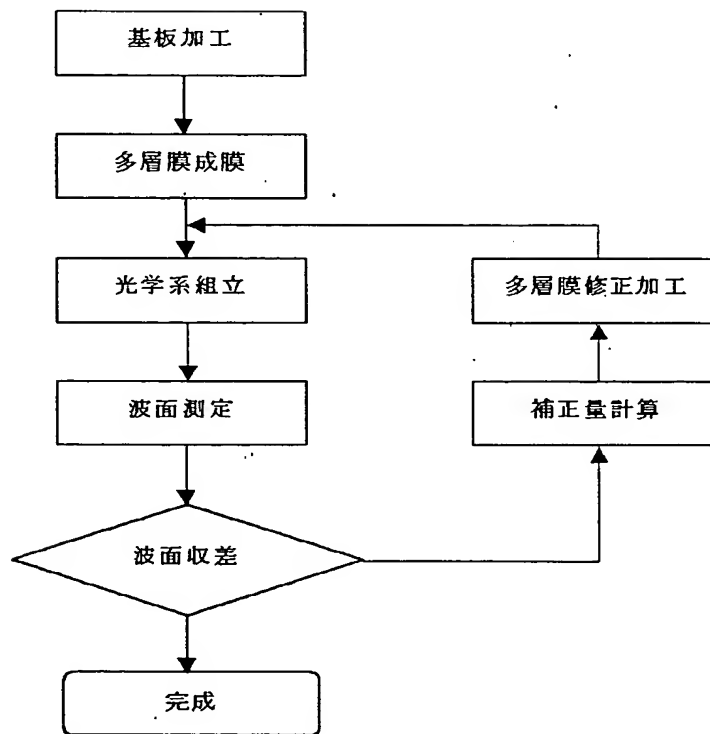 基板加工
多層膜成膜
光学系組立
多層膜修正加工
波面測定
補正量計算
波面収差
完成